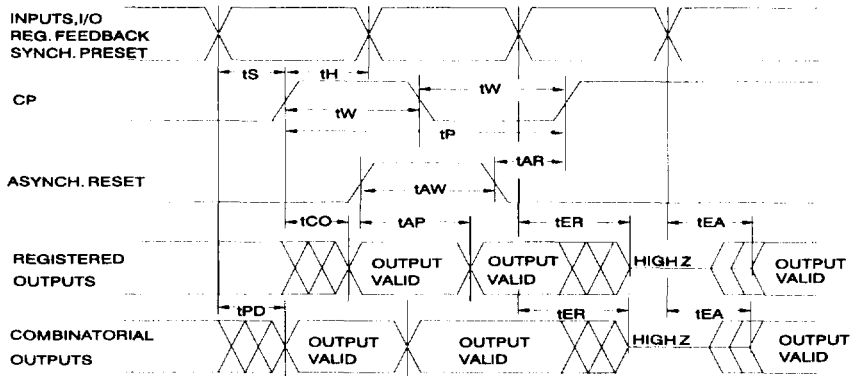 INPUTS,I/O
REG. FEEDBACK
SYNCH. PRESET
tS
tH
tW
CP
tW
tP
tAR
ASYNCH. RESET
tAW
tCO
tAP
tER
tEA
REGISTERED
OUTPUTS
OUTPUT
VALID
OUTPUT
VALID
HIGH Z
OUTPUT
VALID
tPD
tER
tEA
COMBINATORIAL
OUTPUTS
OUTPUT
VALID
OUTPUT
VALID
HIGH Z
OUTPUT
VALID